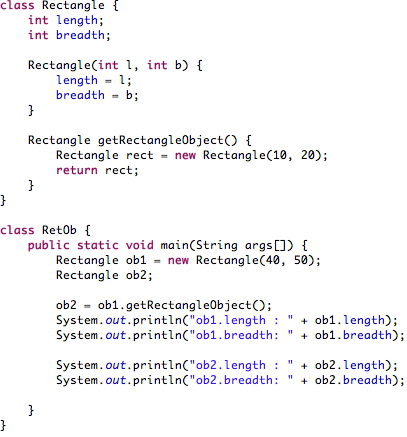 class Rectangle {
int length;
int breadth;
Rectangle(int l, int b) {
length = l;
breadth = b;
}
Rectangle getRectangleObject() {
Rectangle rect = new Rectangle(10, 20);
return rect;
}
}
class RetOb {
public static void main(String args[]) {
Rectangle ob1 = new Rectangle(40, 50);
Rectangle ob2;
ob2 = ob1.getRectangleObject();
System.out.println("ob1.length : " + ob1.length);
System.out.println("ob1.breadth: " + ob1.breadth);
System.out.println("ob2.length : " + ob2.length);
System.out.println("ob2.breadth: " + ob2.breadth);
}
}